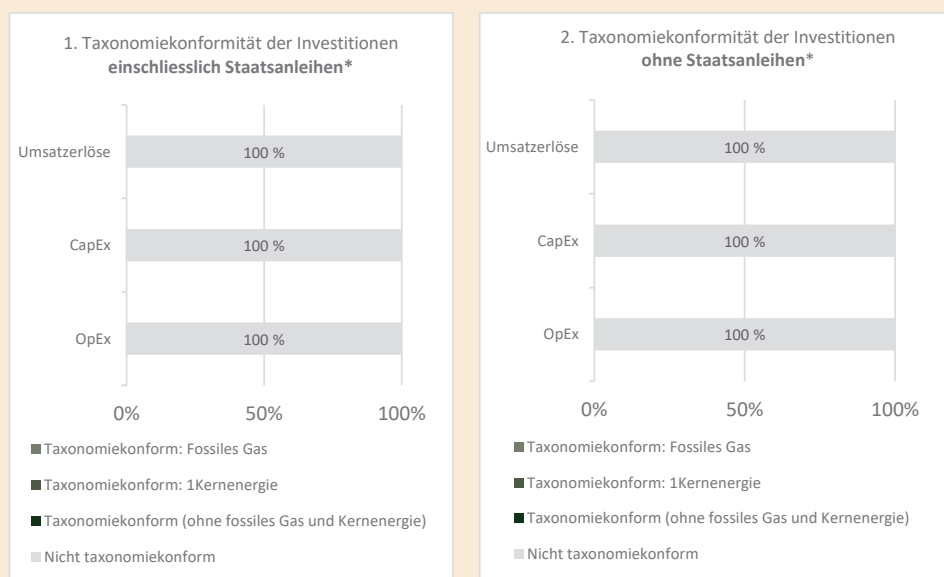 1. Taxonomiekonformität der Investitionen
einschliesslich Staatsanleihen*
Umsatzerlöse
100 %
CapEx
100 %
OpEx
100 %
0%
50%
100%
Taxonomiekonform: Fossiles Gas
Taxonomiekonform: 1Kernenergie
Taxonomiekonform (ohne fossiles Gas und Kernenergie)
Nicht taxonomiekonform
2. Taxonomiekonformität der Investitionen
ohne Staatsanleihen*
Umsatzerlöse
100 %
CapEx
100 %
OpEx
100 %
0%
50%
100%
Taxonomiekonform: Fossiles Gas
Taxonomiekonform: 1Kernenergie
Taxonomiekonform (ohne fossiles Gas und Kernenergie)
Nicht taxonomiekonform